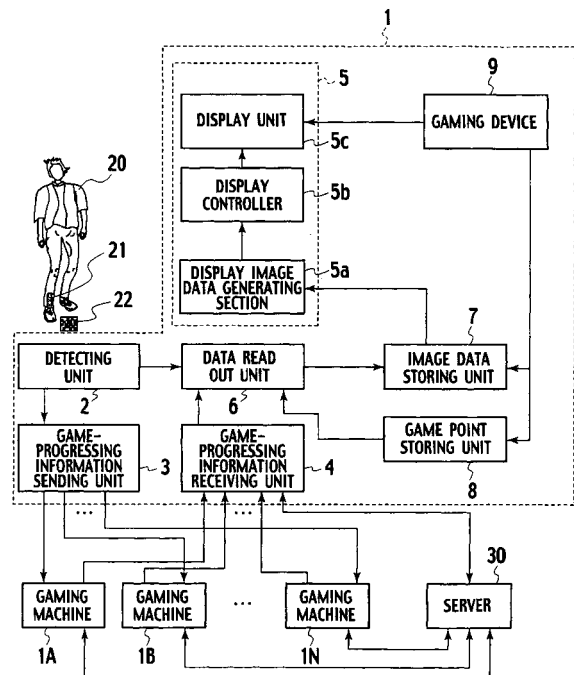 1
5
9
DISPLAY UNIT
GAMING DEVICE
5c
20
DISPLAY
CONTROLLER
5b
21
5a
DISPLAY IMAGE
DATA GENERATING
SECTION
22
7
DETECTING
UNIT
DATA READ
OUT UNIT
IMAGE DATA
STORING UNIT
2
6
GAME-
PROGRESSING
INFORMATION
SENDING UNIT
3
GAME-
PROGRESSING
INFORMATION
RECEIVING UNIT
4
GAME POINT
STORING UNIT
8
...
...
30
GAMING
MACHINE
GAMING
MACHINE
...
GAMING
MACHINE
SERVER
1A
1B
1N